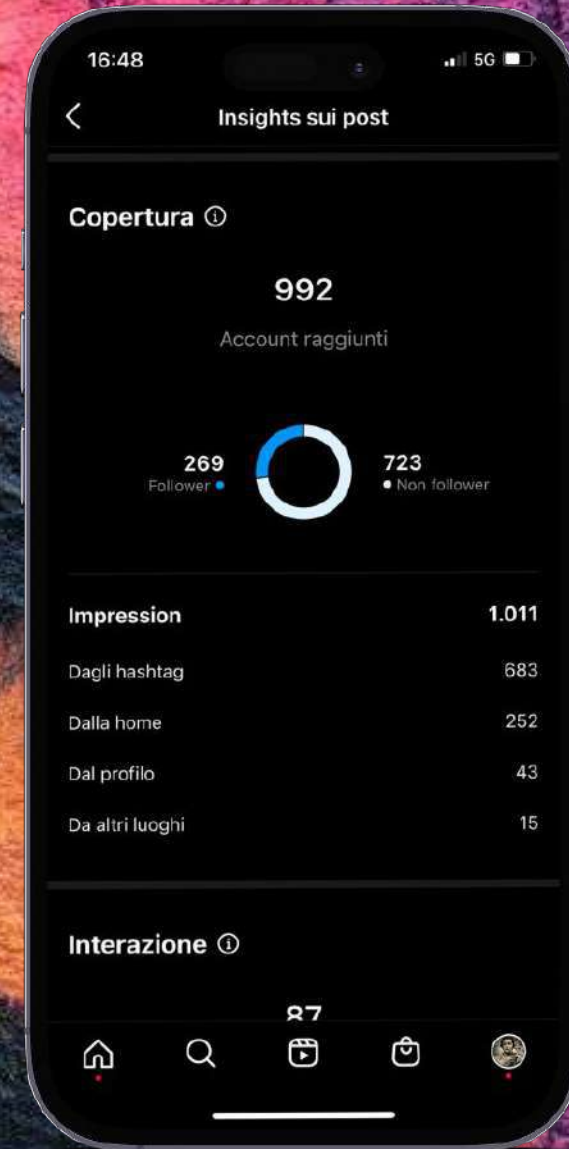 16:48
5G
Insights sui post
Copertura
992
Account raggiunti
269
Follower
723
Non follower
Impression 1.011
Dagli hashtag 683
Dalla home 252
Dal profilo 43
Da altri luoghi 15
Interazione
87